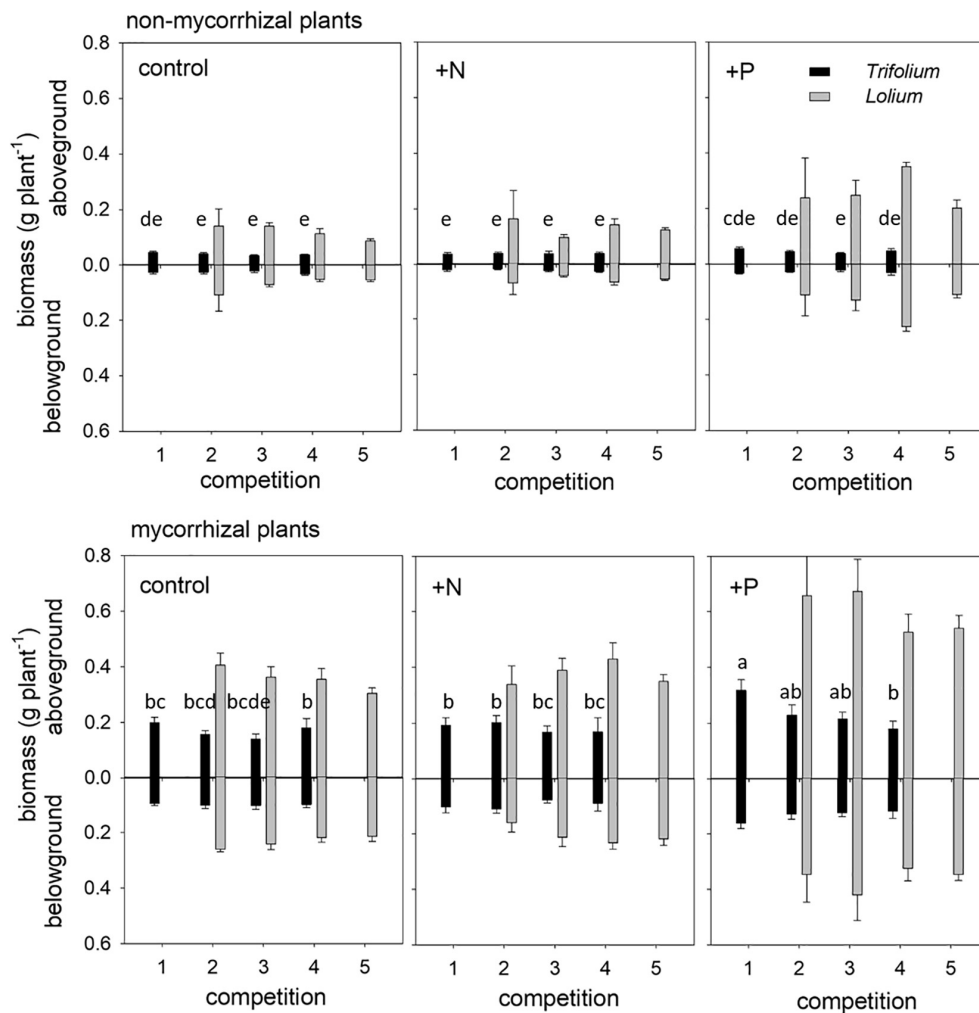 non-mycorrhizal plants
control
+N
+P
Trifolium
Lolium
biomass (g plant⁻¹)
aboveground
belowground
0.8
0.6
0.4
0.2
0.0
0.2
0.4
0.6
de e e e
e e e e
cde de e de
1 2 3 4 5
1 2 3 4 5
1 2 3 4 5
competition
competition
competition
mycorrhizal plants
control
+N
+P
biomass (g plant⁻¹)
aboveground
belowground
0.8
0.6
0.4
0.2
0.0
0.2
0.4
0.6
bc bcd bcde b
b b bc bc
a ab ab b
1 2 3 4 5
1 2 3 4 5
1 2 3 4 5
competition
competition
competition